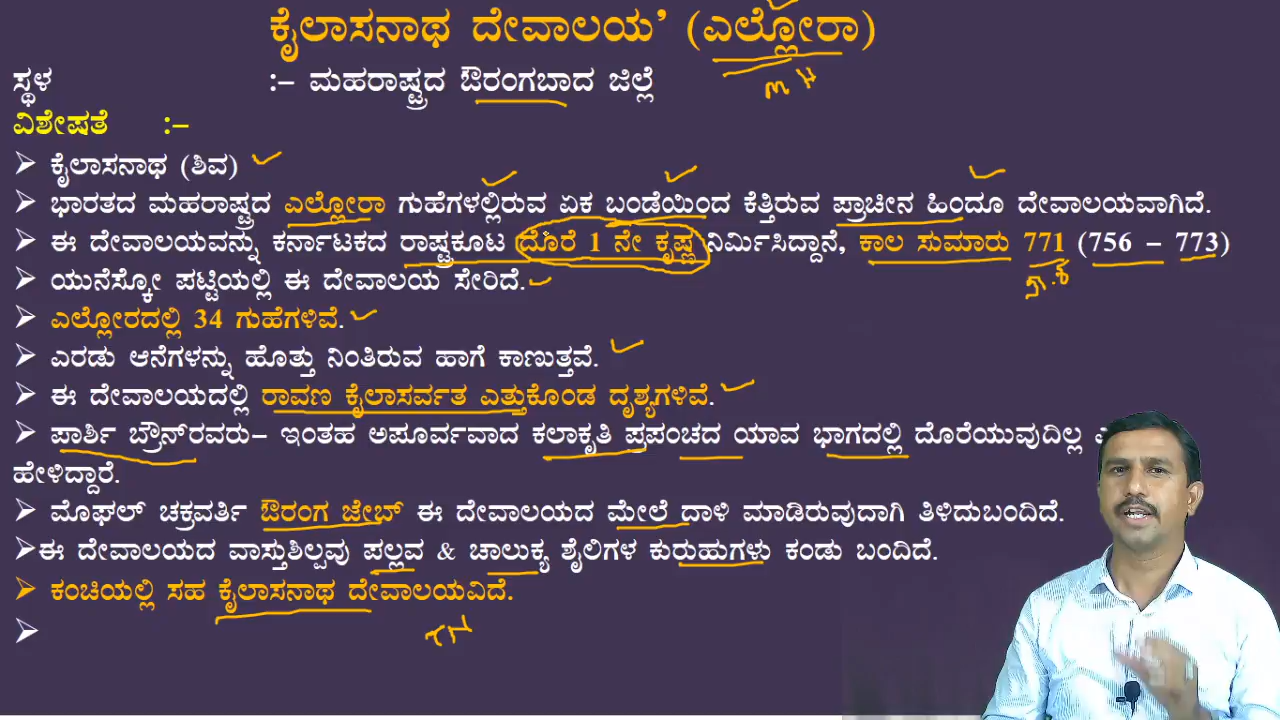 ಕೈಲಾಸನಾಥ ದೇವಾಲಯ’ (ಎಲ್ಲೋರಾ)
MH
ಸ್ಥಳ :– ಮಹರಾಷ್ಟ್ರದ ಔರಂಗಬಾದ ಜಿಲ್ಲೆ
ವಿಶೇಷತೆ :–
➢ ಕೈಲಾಸನಾಥ (ಶಿವ)
➢ ಭಾರತದ ಮಹರಾಷ್ಟ್ರದ ಎಲ್ಲೋರಾ ಗುಹೆಗಳಲ್ಲಿರುವ ಏಕ ಬಂಡೆಯಿಂದ ಕೆತ್ತಿರುವ ಪ್ರಾಚೀನ ಹಿಂದೂ ದೇವಾಲಯವಾಗಿದೆ.
➢ ಈ ದೇವಾಲಯವನ್ನು ಕರ್ನಾಟಕದ ರಾಷ್ಟ್ರಕೂಟ ದೊರೆ 1 ನೇ ಕೃಷ್ಣ ನಿರ್ಮಿಸಿದ್ದಾನೆ, ಕಾಲ ಸುಮಾರು 771 (756 – 773)
➢ ಯುನೆಸ್ಕೋ ಪಟ್ಟಿಯಲ್ಲಿ ಈ ದೇವಾಲಯ ಸೇರಿದೆ.
➢ ಎಲ್ಲೋರದಲ್ಲಿ 34 ಗುಹೆಗಳಿವೆ.
➢ ಎರಡು ಆನೆಗಳನ್ನು ಹೊತ್ತು ನಿಂತಿರುವ ಹಾಗೆ ಕಾಣುತ್ತವೆ.
➢ ಈ ದೇವಾಲಯದಲ್ಲಿ ರಾವಣ ಕೈಲಾಸರ್ವತ ಎತ್ತುಕೊಂಡ ದೃಶ್ಯಗಳಿವೆ.
➢ ಪಾರ್ಶಿ ಬ್ರೌನ್‌ರವರು– ಇಂತಹ ಅಪೂರ್ವವಾದ ಕಲಾಕೃತಿ ಪ್ರಪಂಚದ ಯಾವ ಭಾಗದಲ್ಲಿ ದೊರೆಯುವುದಿಲ್ಲ
ಹೇಳಿದ್ದಾರೆ.
➢ ಮೊಘಲ್ ಚಕ್ರವರ್ತಿ ಔರಂಗ ಜೇಬ್ ಈ ದೇವಾಲಯದ ಮೇಲೆ ದಾಳಿ ಮಾಡಿರುವುದಾಗಿ ತಿಳಿದುಬಂದಿದೆ.
➢ಈ ದೇವಾಲಯದ ವಾಸ್ತುಶಿಲ್ಪವು ಪಲ್ಲವ & ಚಾಲುಕ್ಯ ಶೈಲಿಗಳ ಕುರುಹುಗಳು ಕಂಡು ಬಂದಿದೆ.
➢ ಕಂಚಿಯಲ್ಲಿ ಸಹ ಕೈಲಾಸನಾಥ ದೇವಾಲಯವಿದೆ.
TN